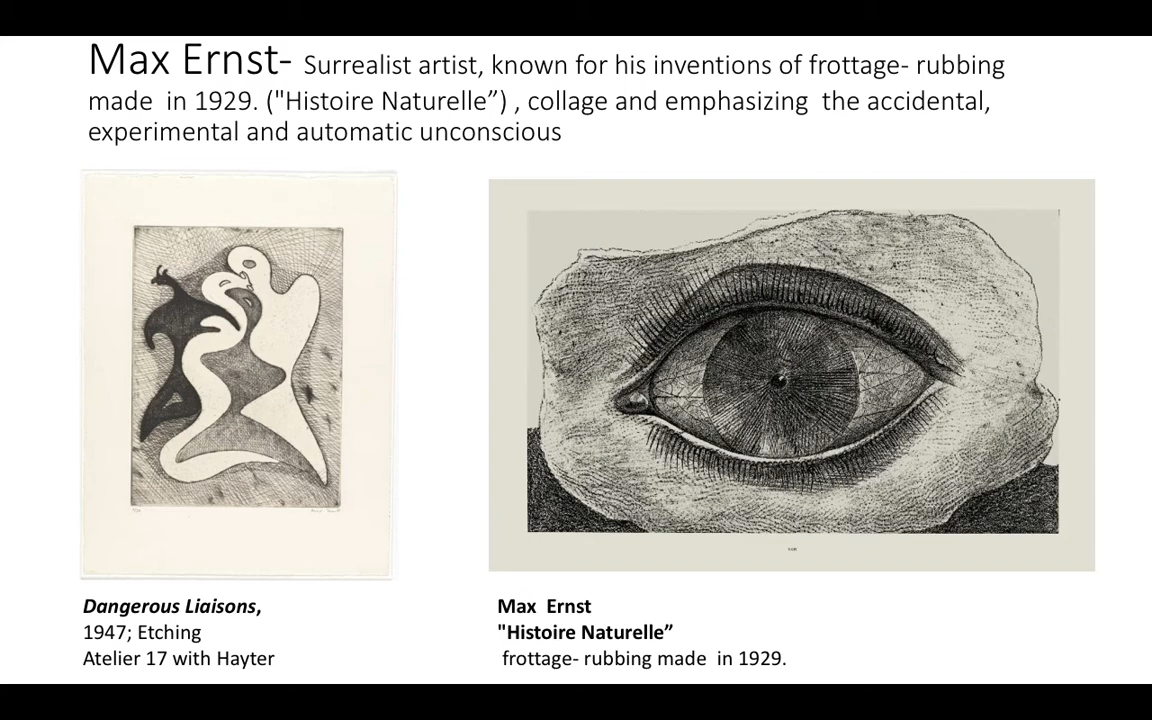 Max Ernst- Surrealist artist, known for his inventions of frottage- rubbing
made  in 1929. ("Histoire Naturelle”) , collage and emphasizing  the accidental,
experimental and automatic unconscious
Dangerous Liaisons,
1947; Etching
Atelier 17 with Hayter
Max  Ernst
"Histoire Naturelle”
frottage- rubbing made  in 1929.